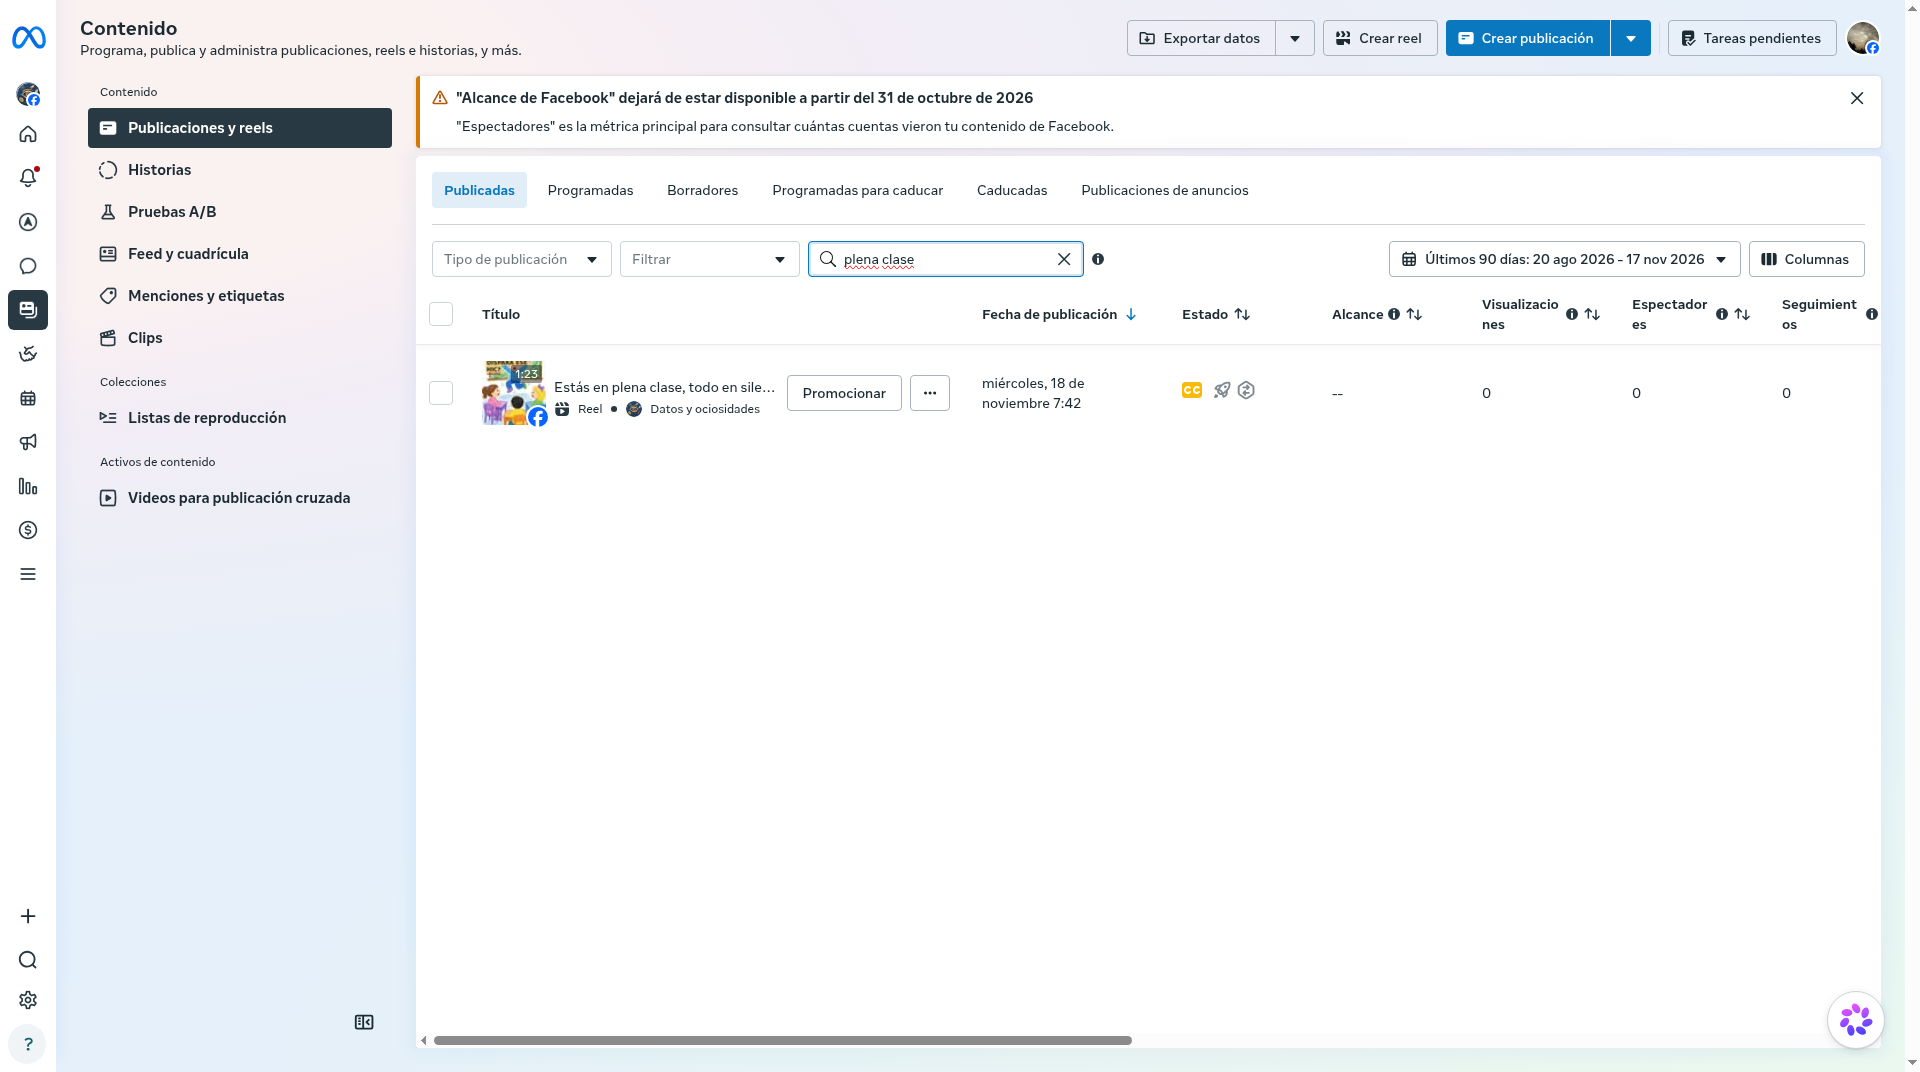 Contenido
Programa, publica y administra publicaciones, reels e historias, y más.
Exportar datos
Crear reel
Crear publicación
Tareas pendientes
Contenido
Publicaciones y reels
Historias
Pruebas A/B
Feed y cuadrícula
Menciones y etiquetas
Clips
Colecciones
Listas de reproducción
Activos de contenido
Videos para publicación cruzada
"Alcance de Facebook" dejará de estar disponible a partir del 31 de octubre de 2026
"Espectadores" es la métrica principal para consultar cuántas cuentas vieron tu contenido de Facebook.
Publicadas
Programadas
Borradores
Programadas para caducar
Caducadas
Publicaciones de anuncios
Tipo de publicación
Filtrar
plena clase
Últimos 90 días: 20 ago 2026 - 17 nov 2026
Columnas
Título
Fecha de publicación
Estado
Alcance
Visualizacio
nes
Espectador
es
Seguimient
os
1:23
Estás en plena clase, todo en sile...
Reel • Datos y ociosidades
Promocionar
miércoles, 18 de
noviembre 7:42
CC
--
0
0
0
?